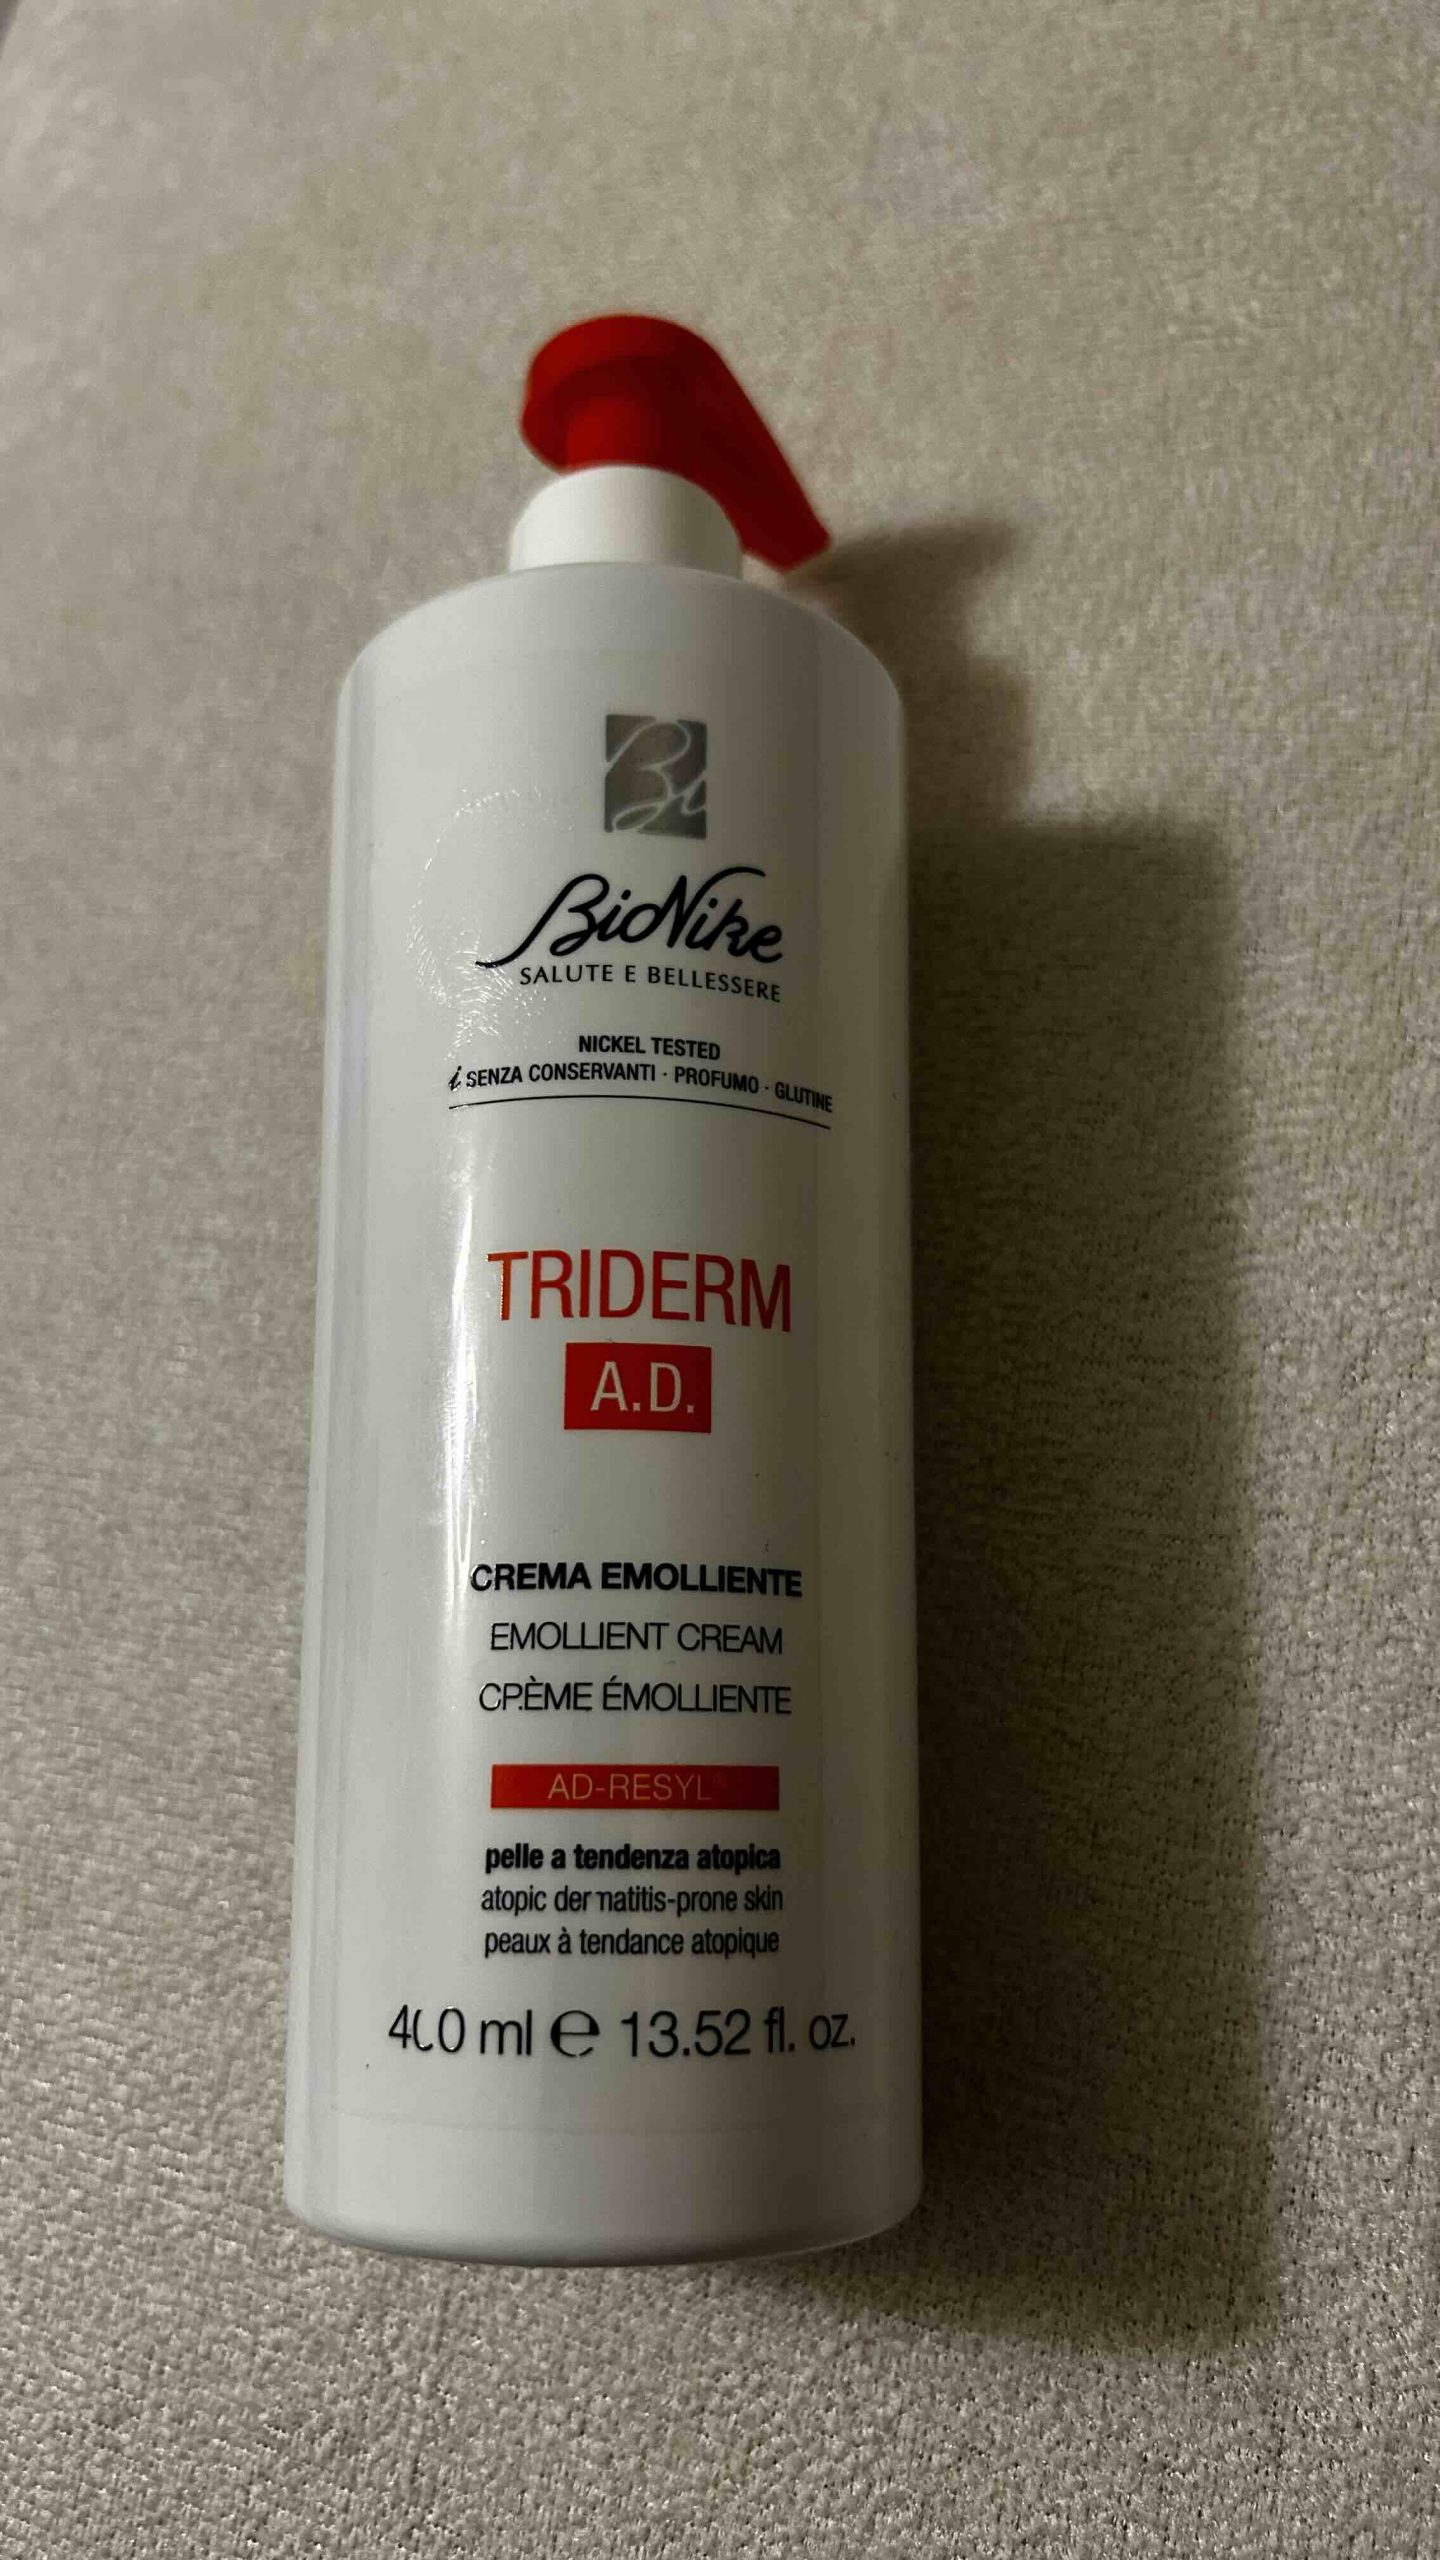 Bi
BioNike
SALUTE E BELLESSERE
NICKEL TESTED
i SENZA CONSERVANTI · PROFUMO · GLUTINE
TRIDERM
A.D.
CREMA EMOLLIENTE
EMOLLIENT CREAM
CRÈME ÉMOLLIENTE
AD-RESYL®
pelle a tendenza atopica
atopic dermatitis-prone skin
peaux à tendance atopique
400 ml ℮ 13.52 fl. oz.